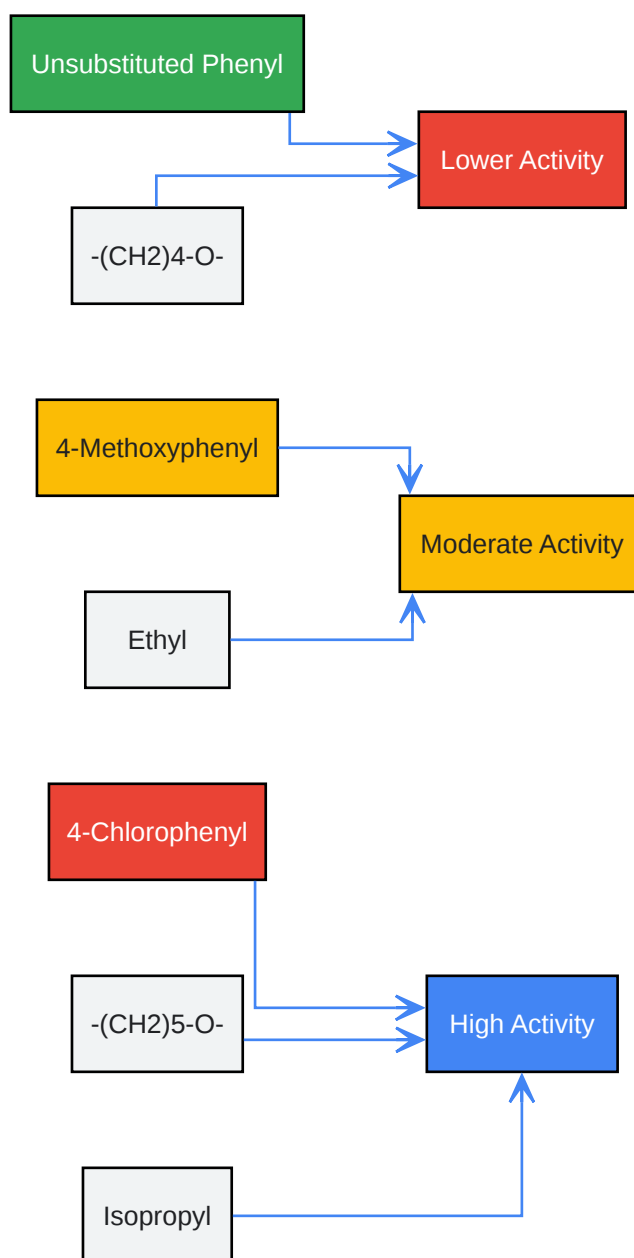 Unsubstituted Phenyl
Lower Activity
-(CH2)4-O-
4-Methoxyphenyl
Moderate Activity
Ethyl
4-Chlorophenyl
-(CH2)5-O-
High Activity
Isopropyl